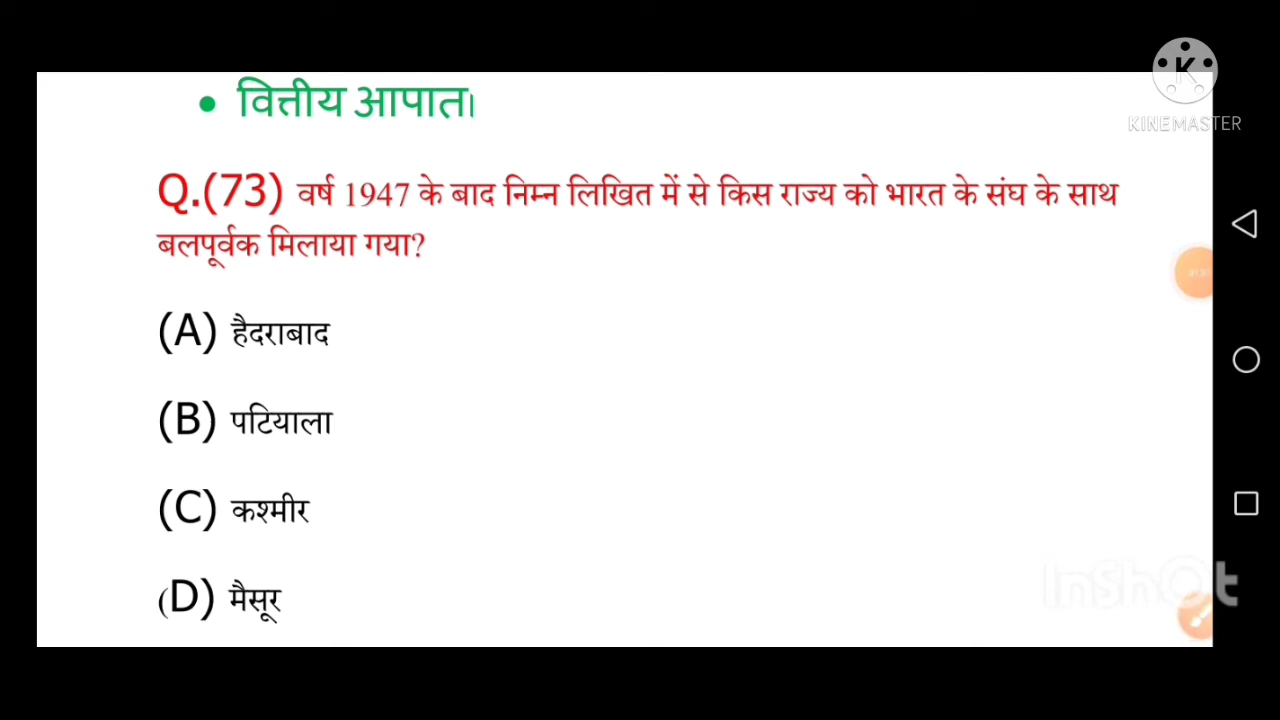 • वित्तीय आपात।
KINEMASTER
Q.(73) वर्ष 1947 के बाद निम्न लिखित में से किस राज्य को भारत के संघ के साथ
बलपूर्वक मिलाया गया?
(A) हैदराबाद
(B) पटियाला
(C) कश्मीर
(D) मैसूर
InShOt